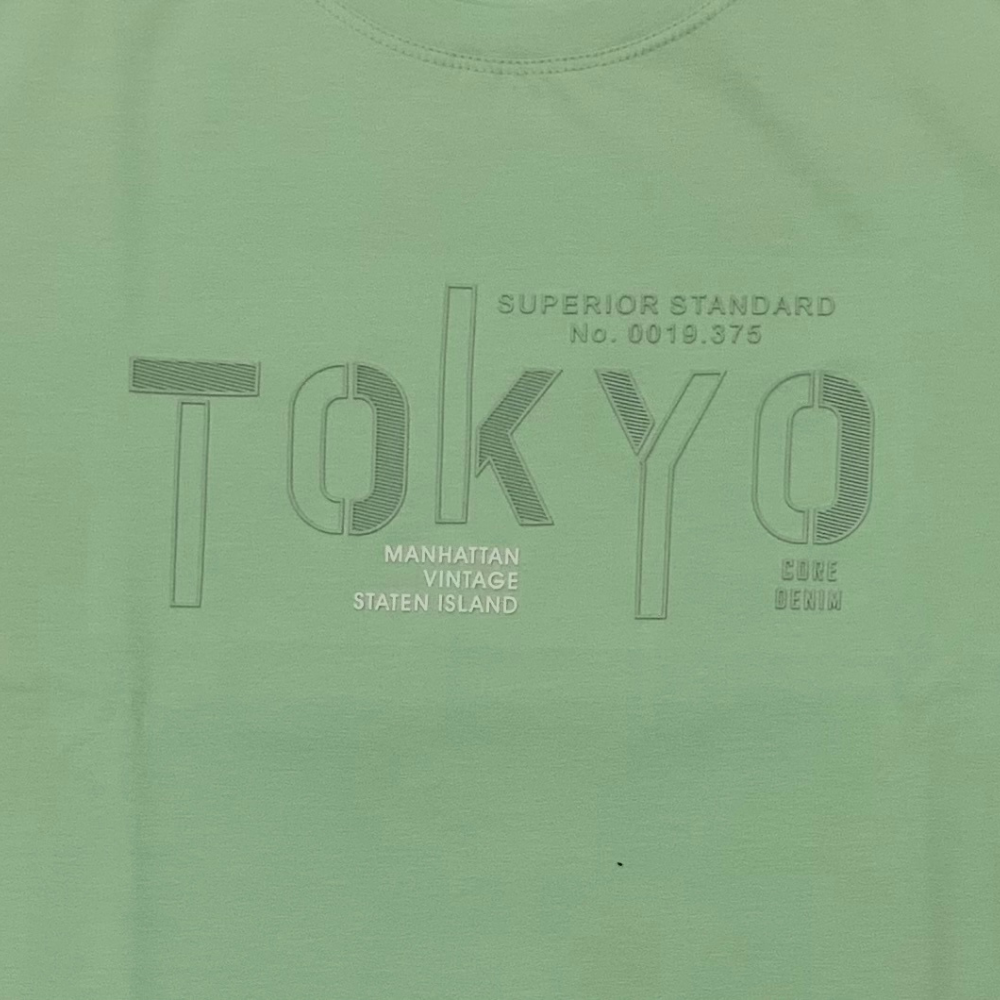 SUPERIOR STANDARD
No. 0019.375
TOKYO
MANHATTAN
VINTAGE
STATEN ISLAND
CORE
DENIM